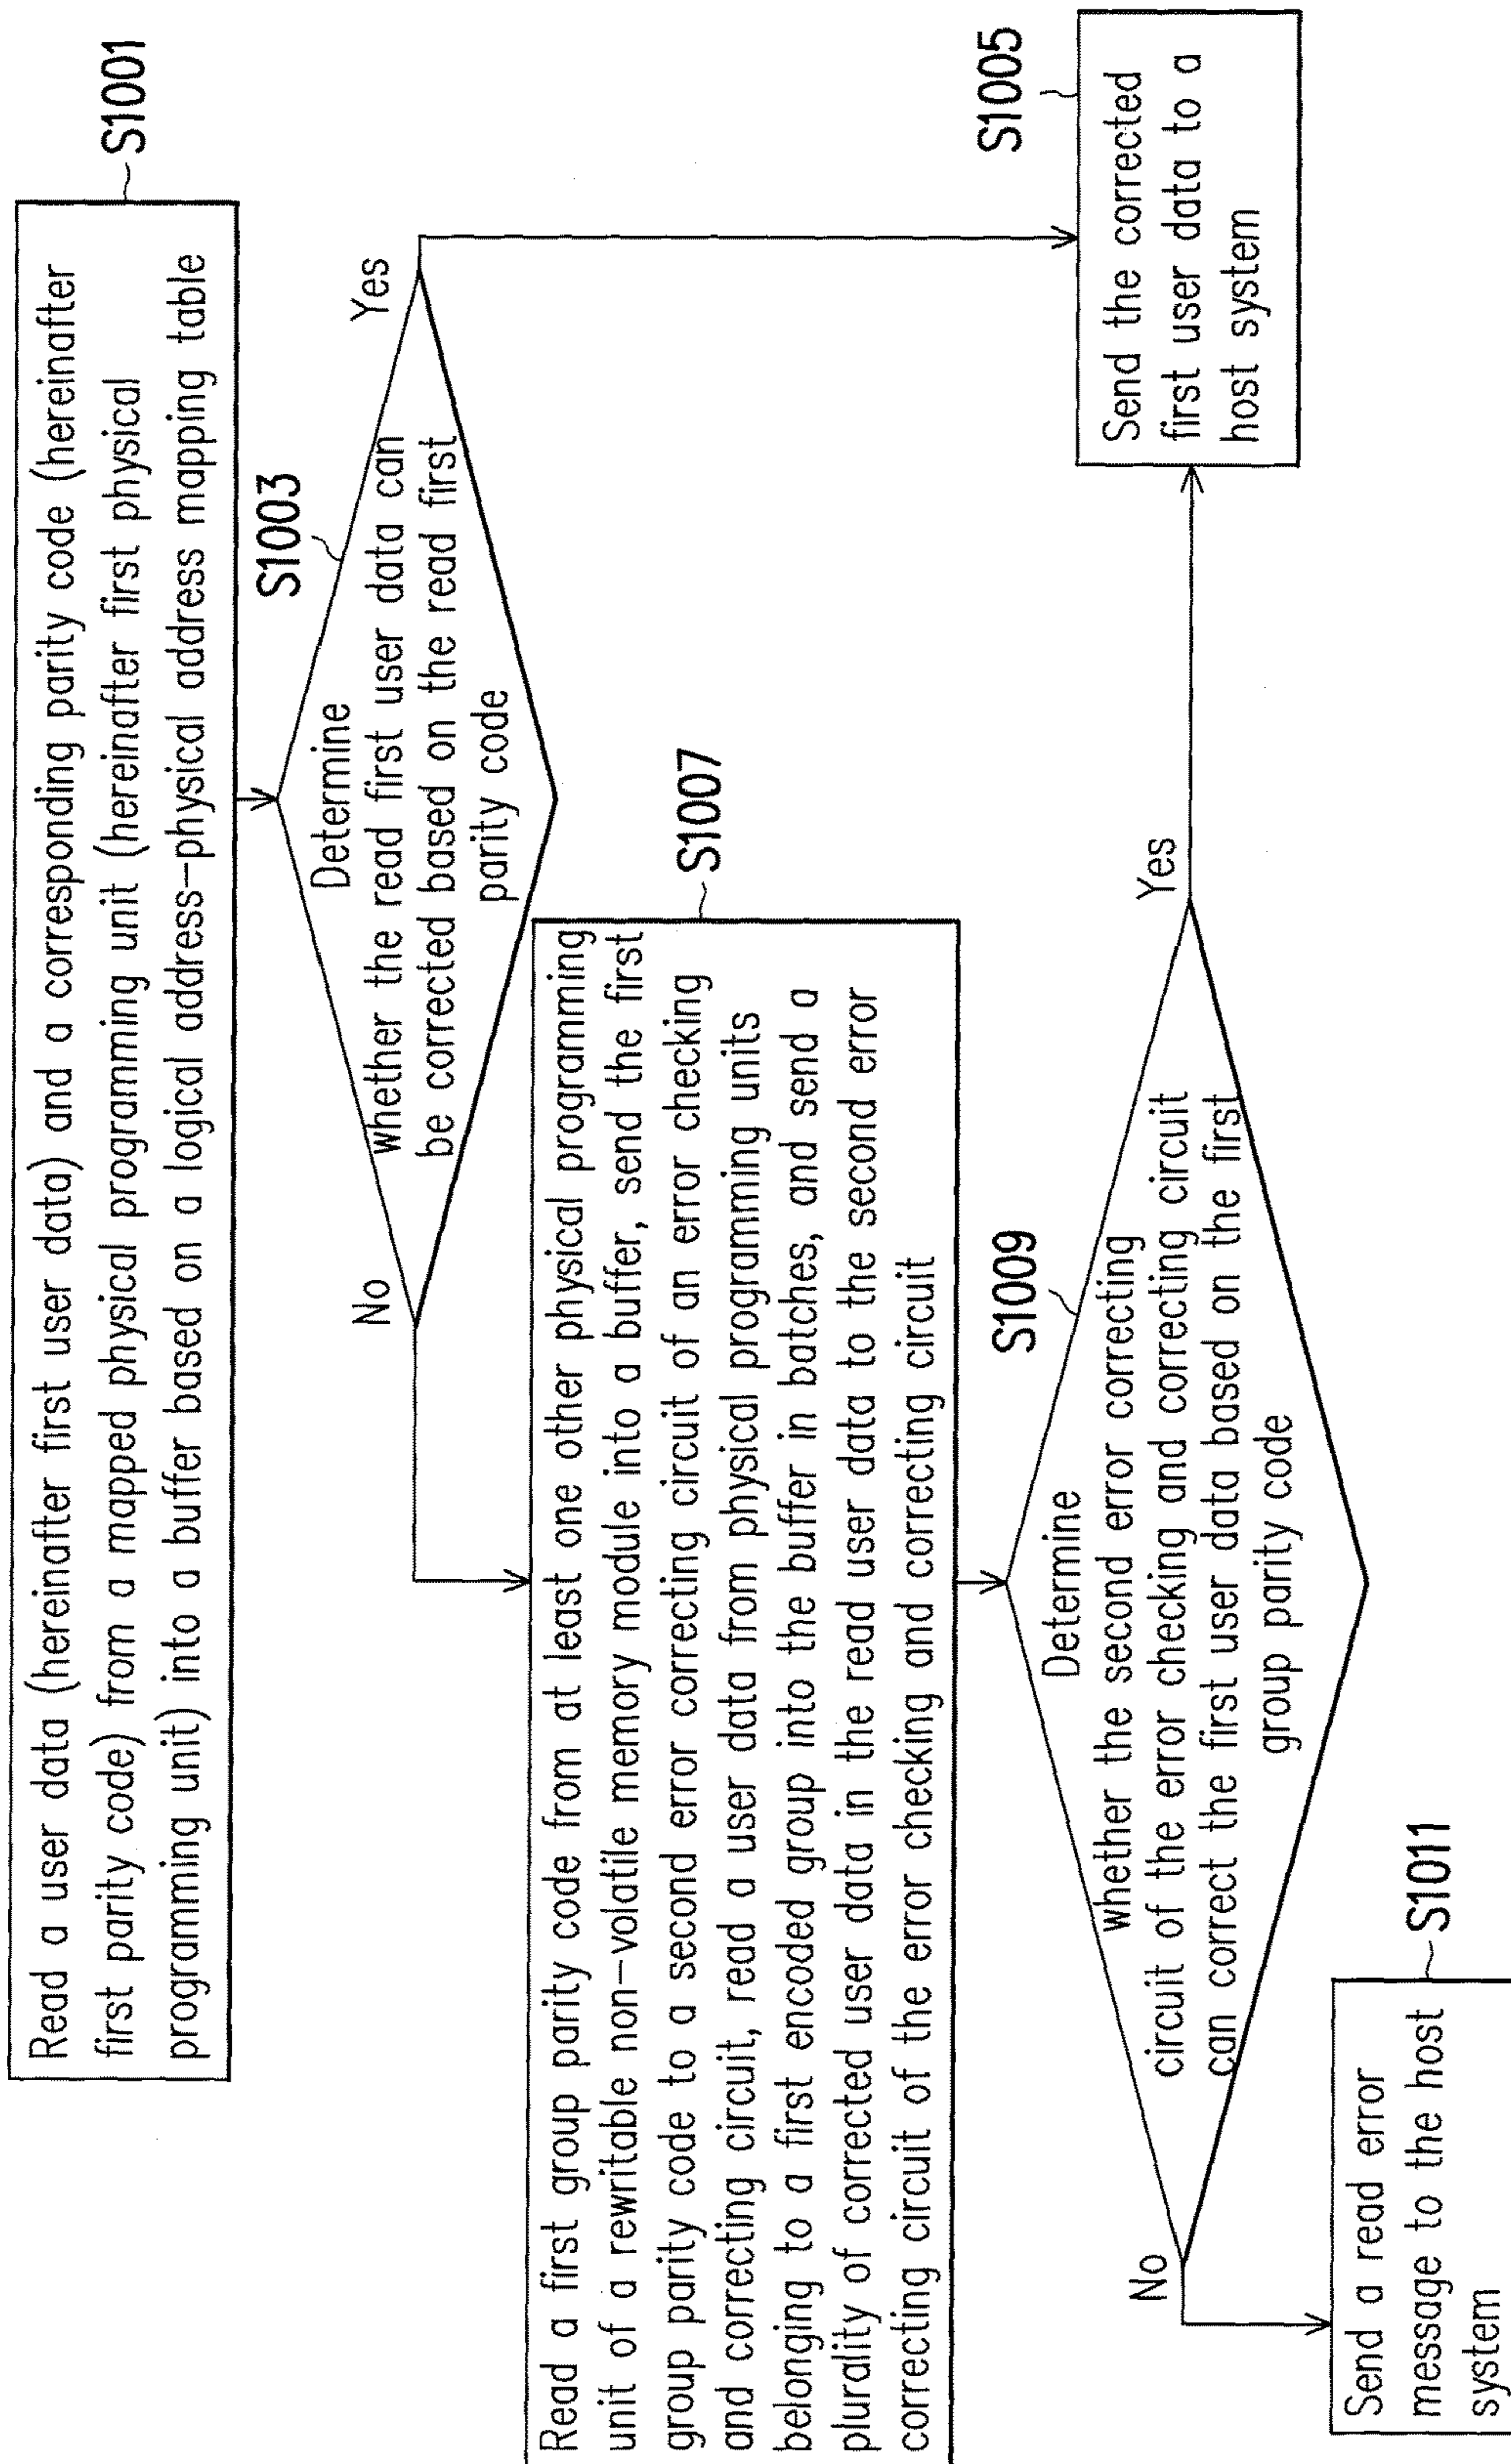 Read a user data (hereinafter first user data) and a corresponding parity code (hereinafter
first parity code) from a mapped physical programming unit (hereinafter first physical
programming unit) into a buffer based on a logical address-physical address mapping table
S1001
S1003
Determine
whether the read first user data can
be corrected based on the read first
parity code
Yes
No
Read a first group parity code from at least one other physical programming
unit of a rewritable non-volatile memory module into a buffer, send the first
group parity code to a second error correcting circuit of an error checking
and correcting circuit, read a user data from physical programming units
belonging to a first encoded group into the buffer in batches, and send a
plurality of corrected user data in the read user data to the second error
correcting circuit of the error checking and correcting circuit
S1007
S1009
Determine
whether the second error correcting
circuit of the error checking and correcting circuit
can correct the first user data based on the first
group parity code
Yes
No
S1005
Send the corrected
first user data to a
host system
S1011
Send a read error
message to the host
system